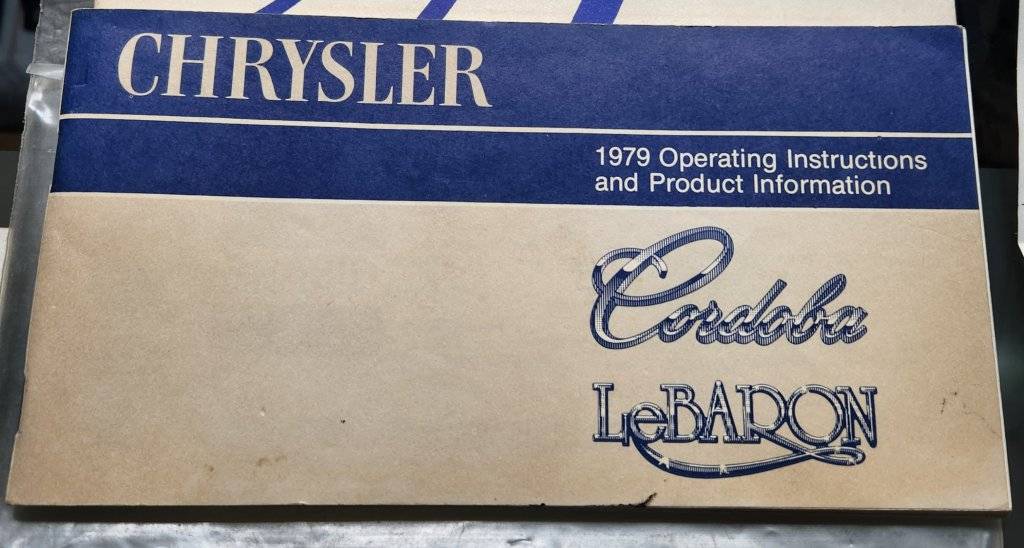 CHRYSLER
1979 Operating Instructions
and Product Information
Cordoba
LeBARON